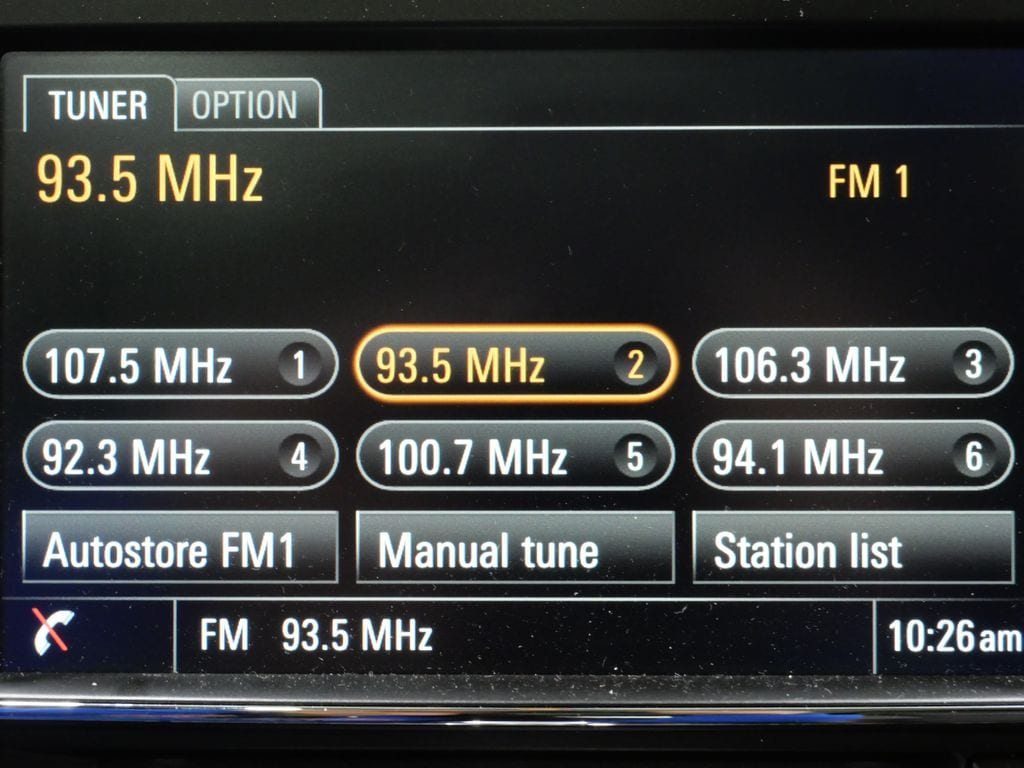 TUNER OPTION
93.5 MHz FM 1
107.5 MHz 1 93.5 MHz 2 106.3 MHz 3
92.3 MHz 4 100.7 MHz 5 94.1 MHz 6
Autostore FM1 Manual tune Station list
FM 93.5 MHz 10:26 am